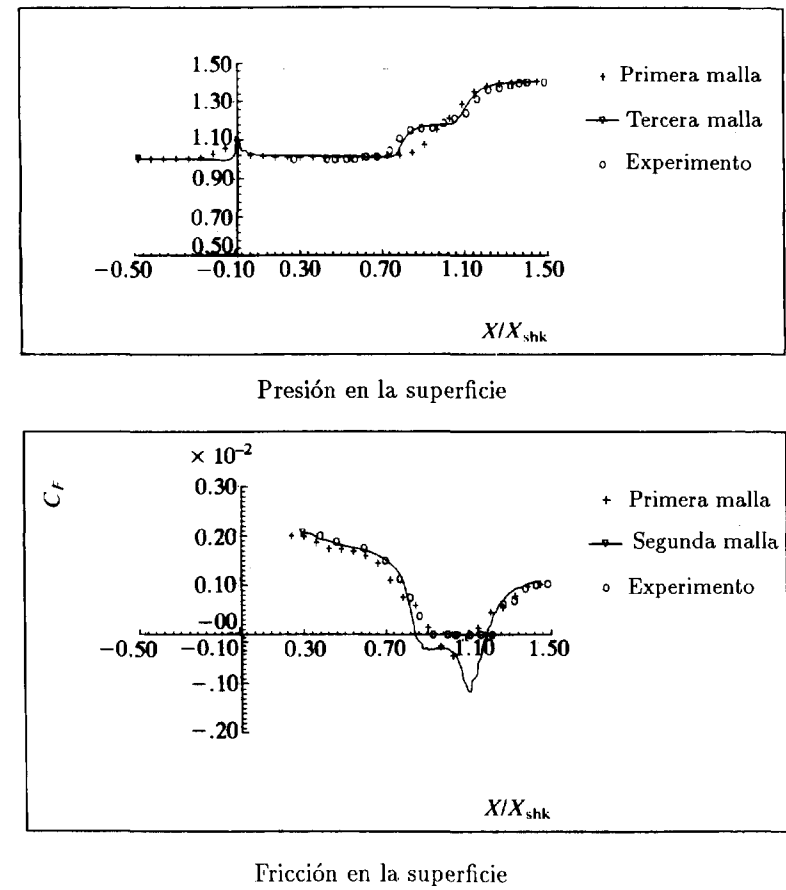 1.50
1.30
1.10
0.90
0.70
0.50
−0.50 −0.10 0.30 0.70 1.10 1.50
X/X shk
+ Primera malla
Tercera malla
o Experimento
Presión en la superficie
× 10−2
C F
0.30
0.20
0.10
−00
−0.10
−.10
−.20
−0.50 0.30 0.70 1.10 1.50
X/X shk
+ Primera malla
Segunda malla
o Experimento
Fricción en la superficie